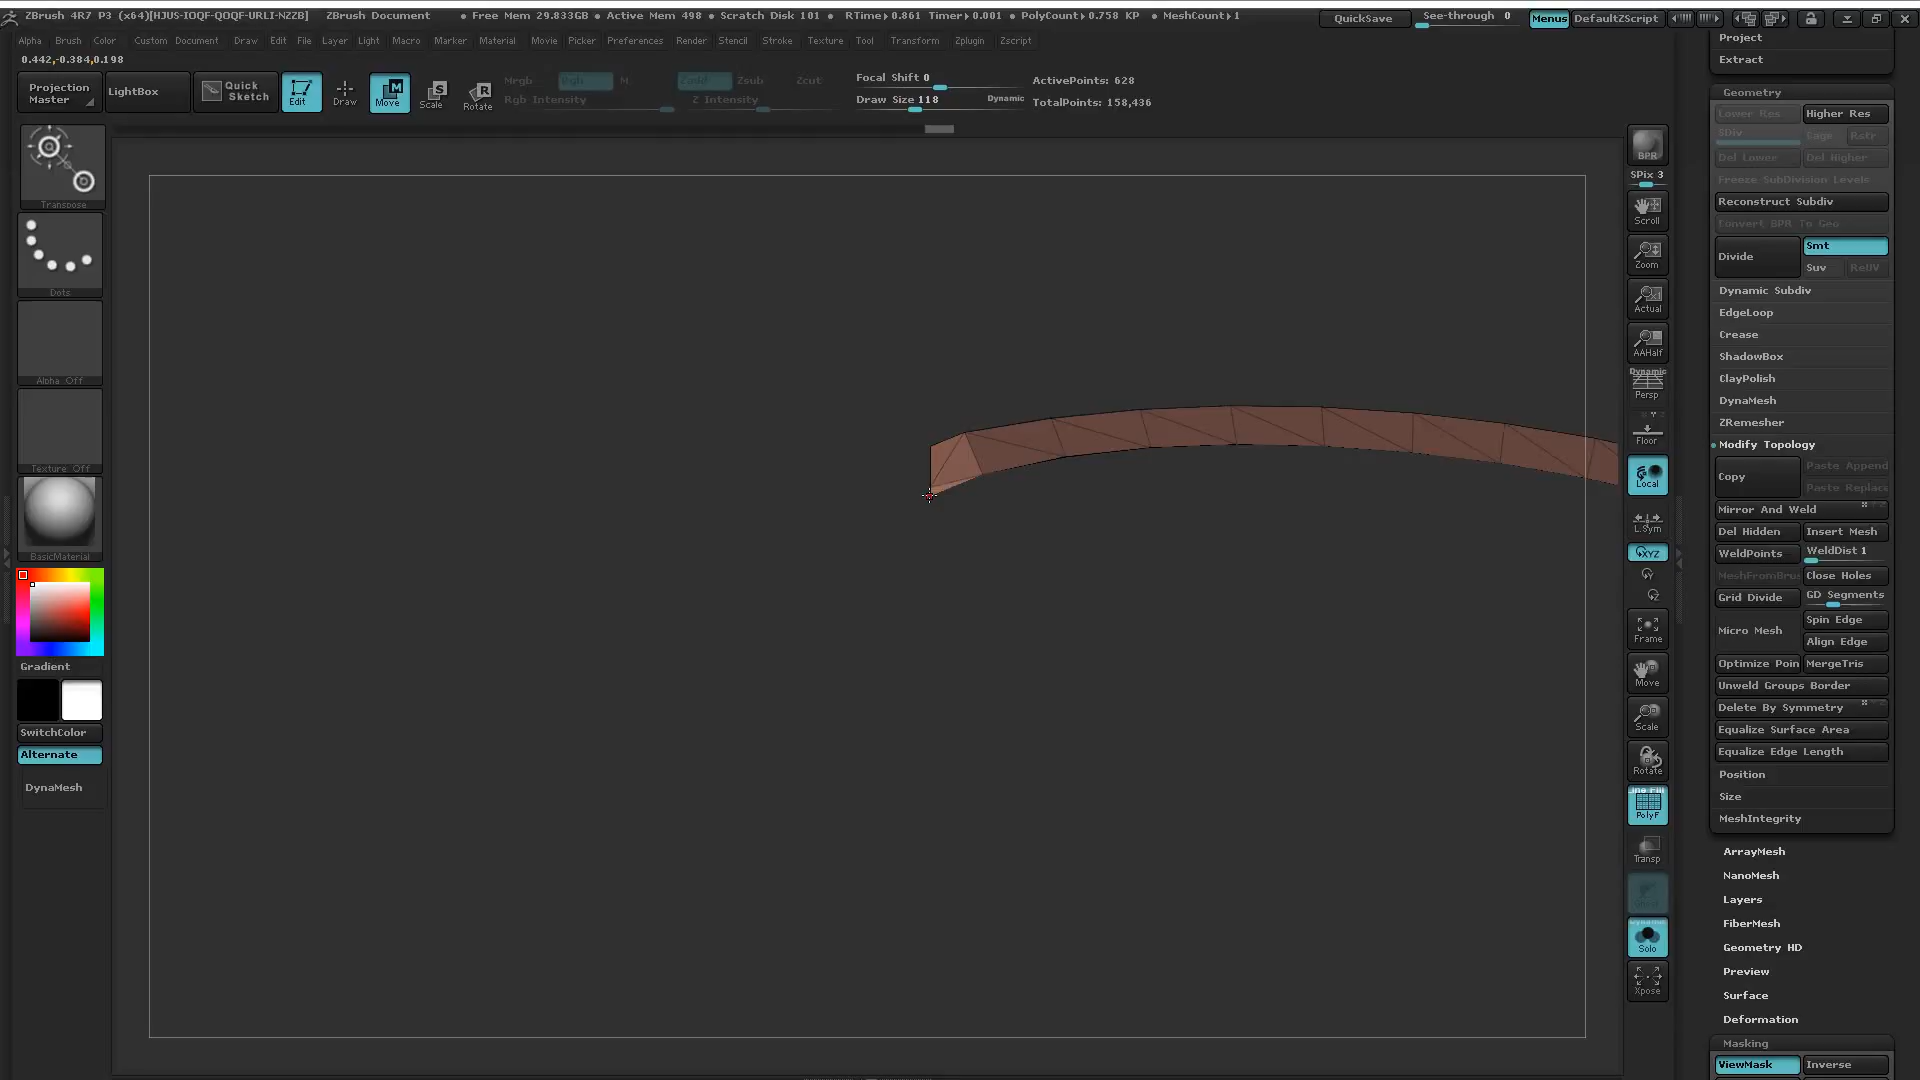 ZBrush 4R7 P3 (x64)[HJUS-IOQF-QOQF-URLI-NZZB] ZBrush Document • Free Mem 29.833GB • Active Mem 498 • Scratch Disk 101 • RTime▸0.861 Timer▸0.001 • PolyCount▸0.758 KP • MeshCount▸1 QuickSave See-through 0 Menus DefaultZScript
Alpha Brush Color Custom Document Draw Edit File Layer Light Macro Marker Material Movie Picker Preferences Render Stencil Stroke Texture Tool Transform Zplugin Zscript
0.442,-0.384,0.198
Projection Master
LightBox
Quick Sketch
Edit
Draw
Move
Scale
Rotate
Mrgb Rgb M
Rgb Intensity
Zadd Zsub Zcut
Z Intensity
Focal Shift 0
Draw Size 118 Dynamic
ActivePoints: 628
TotalPoints: 158,436
Transpose
Dots
Alpha Off
Texture Off
BasicMaterial
Gradient
SwitchColor
Alternate
DynaMesh
BPR
SPix 3
Scroll
Zoom
Actual
AAHalf
Dynamic
Persp
Floor
Local
L.Sym
XYZ
Frame
Move
Scale
Rotate
Line Fill
PolyF
Transp
Ghost
Dynamic
Solo
Xpose
Project
Extract
Geometry
Lower Res Higher Res
SDiv Cage Rstr
Del Lower Del Higher
Freeze SubDivision Levels
Reconstruct Subdiv
Convert BPR To Geo
Divide Smt
Suv ReUV
Dynamic Subdiv
EdgeLoop
Crease
ShadowBox
ClayPolish
DynaMesh
ZRemesher
Modify Topology
Copy Paste Append
Paste Replac
Mirror And Weld
Del Hidden Insert Mesh
WeldPoints WeldDist 1
MeshFromBru Close Holes
Grid Divide GD Segments
Micro Mesh Spin Edge
Align Edge
Optimize Poin MergeTris
Unweld Groups Border
Delete By Symmetry
Equalize Surface Area
Equalize Edge Length
Position
Size
MeshIntegrity
ArrayMesh
NanoMesh
Layers
FiberMesh
Geometry HD
Preview
Surface
Deformation
Masking
ViewMask Inverse